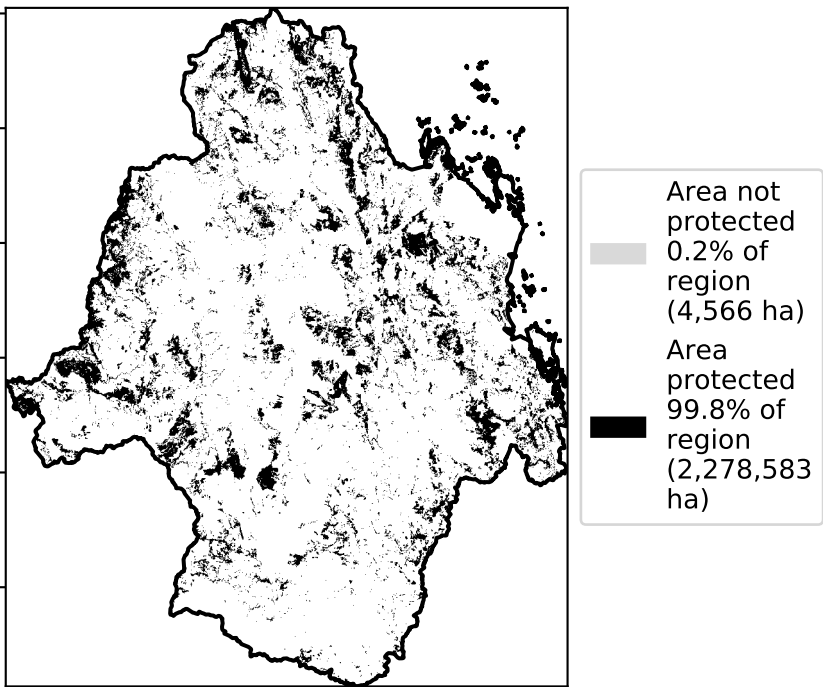 Area not
protected
0.2% of
region
(4,566 ha)
Area
protected
99.8% of
region
(2,278,583
ha)